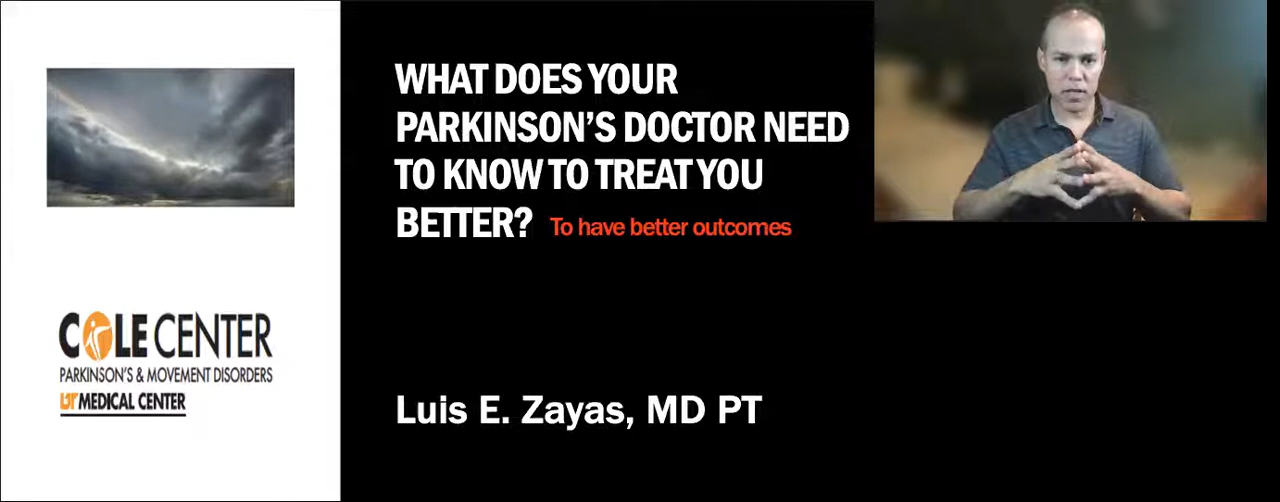 WHAT DOES YOUR
PARKINSON'S DOCTOR NEED
TO KNOW TO TREAT YOU
BETTER? To have better outcomes
COLE CENTER
PARKINSON'S & MOVEMENT DISORDERS
UT MEDICAL CENTER
Luis E. Zayas, MD PT